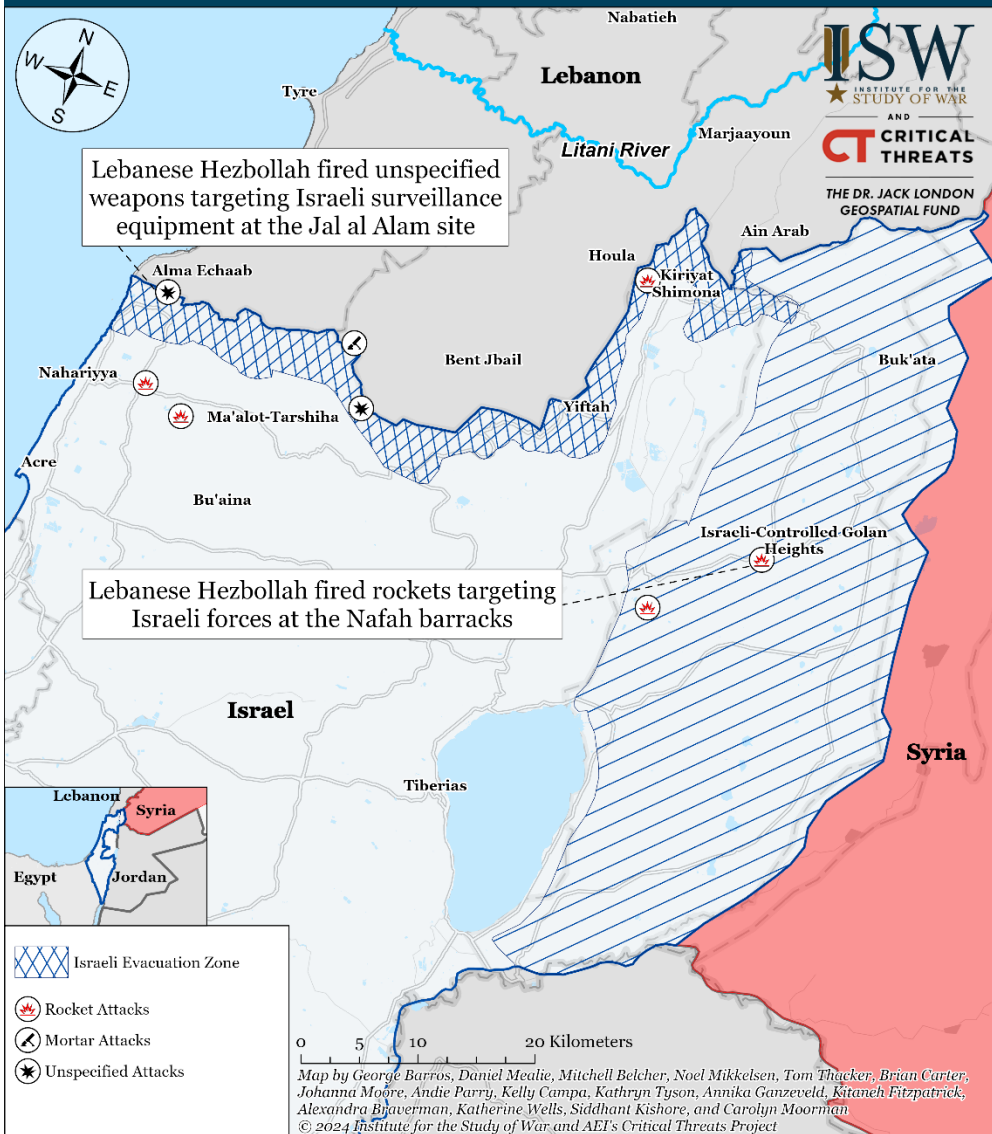 Nabatieh
N
W
E
S
Lebanon
ISW
INSTITUTE FOR THE
STUDY OF WAR
AND
CT CRITICAL
THREATS
THE DR. JACK LONDON
GEOSPATIAL FUND
Tyre
Marjaayoun
Litani River
Lebanese Hezbollah fired unspecified
weapons targeting Israeli surveillance
equipment at the Jal al Alam site
Ain Arab
Houla
Alma Echaab
Kiriyat
Shimona
Bent Jbail
Buk'ata
Nahariyya
Yiftah
Ma'alot-Tarshiha
Acre
Bu'aina
Israeli-Controlled Golan
Heights
Lebanese Hezbollah fired rockets targeting
Israeli forces at the Nafah barracks
Israel
Syria
Tiberias
Lebanon
Syria
Egypt
Jordan
Israeli Evacuation Zone
Rocket Attacks
Mortar Attacks
Unspecified Attacks
0 5 10 20 Kilometers
Map by George Barros, Daniel Mealie, Mitchell Belcher, Noel Mikkelsen, Tom Thacker, Brian Carter,
Johanna Moore, Andie Parry, Kelly Campa, Kathryn Tyson, Annika Ganzeveld, Kitaneh Fitzpatrick,
Alexandra Braverman, Katherine Wells, Siddhant Kishore, and Carolyn Moorman
© 2024 Institute for the Study of War and AEI's Critical Threats Project